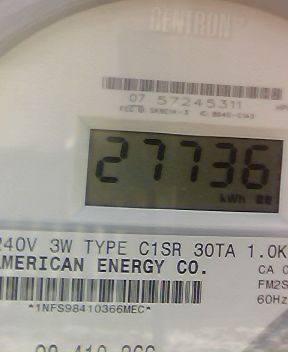 CENTRON
07 57245311
27736
kWh
240V 3W TYPE C1SR 30TA 1.0K
AMERICAN ENERGY CO.
CA 0
FM2S
60Hz
*1NFS98410366MEC*